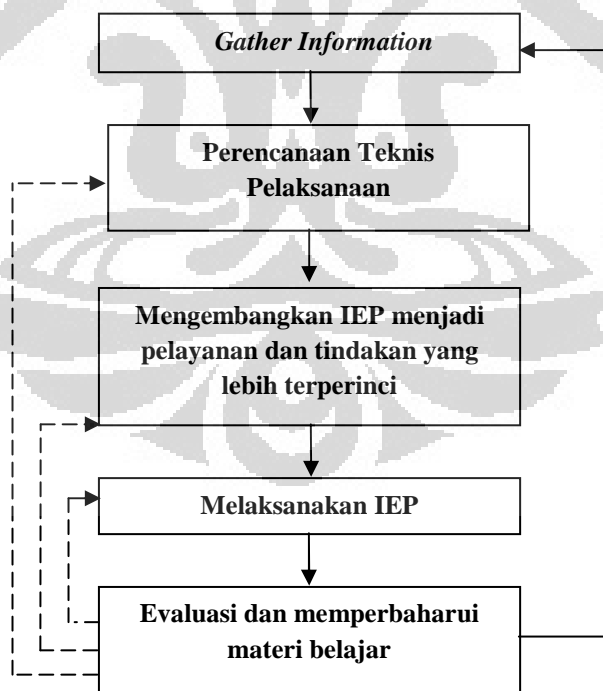 Gather Information
Perencanaan Teknis
Pelaksanaan
Mengembangkan IEP menjadi
pelayanan dan tindakan yang
lebih terperinci
Melaksanakan IEP
Evaluasi dan memperbaharui
materi belajar